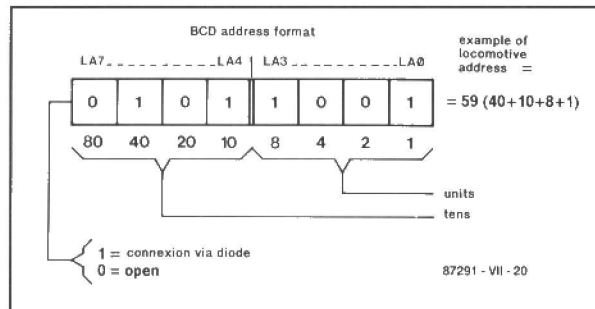 BCD address format
example of
locomotive
address =
LA7 LA4 LA3 LAØ
0 1 0 1 1 0 0 1 = 59 (40+10+8+1)
80 40 20 10 8 4 2 1
units
tens
1 = connexion via diode
0 = open
87291 - VII - 20